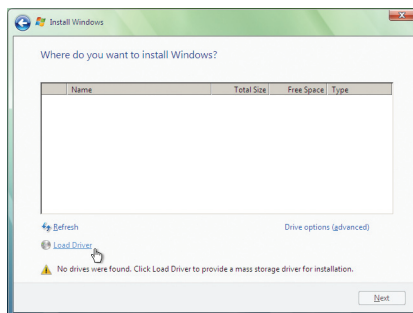 Install Windows
Where do you want to install Windows?
Name Total Size Free Space Type
Refresh Drive options (advanced)
Load Driver
No drives were found. Click Load Driver to provide a mass storage driver for installation.
Next